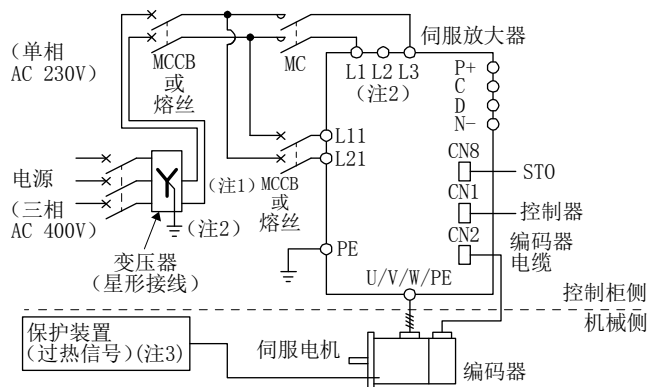 （单相
AC 230V）
MCCB
或
熔丝
MC
伺服放大器
L1 L2 L3
（注2）
P+
C
D
N−
L11
L21
（注1）
MCCB
或
熔丝
电源
（三相
AC 400V）
（注2）
变压器
（星形接线）
CN8
STO
CN1
控制器
CN2
编码器
电缆
PE
U/V/W/PE
控制柜侧
机械侧
保护装置
（过热信号）(注3)
伺服电机
编码器